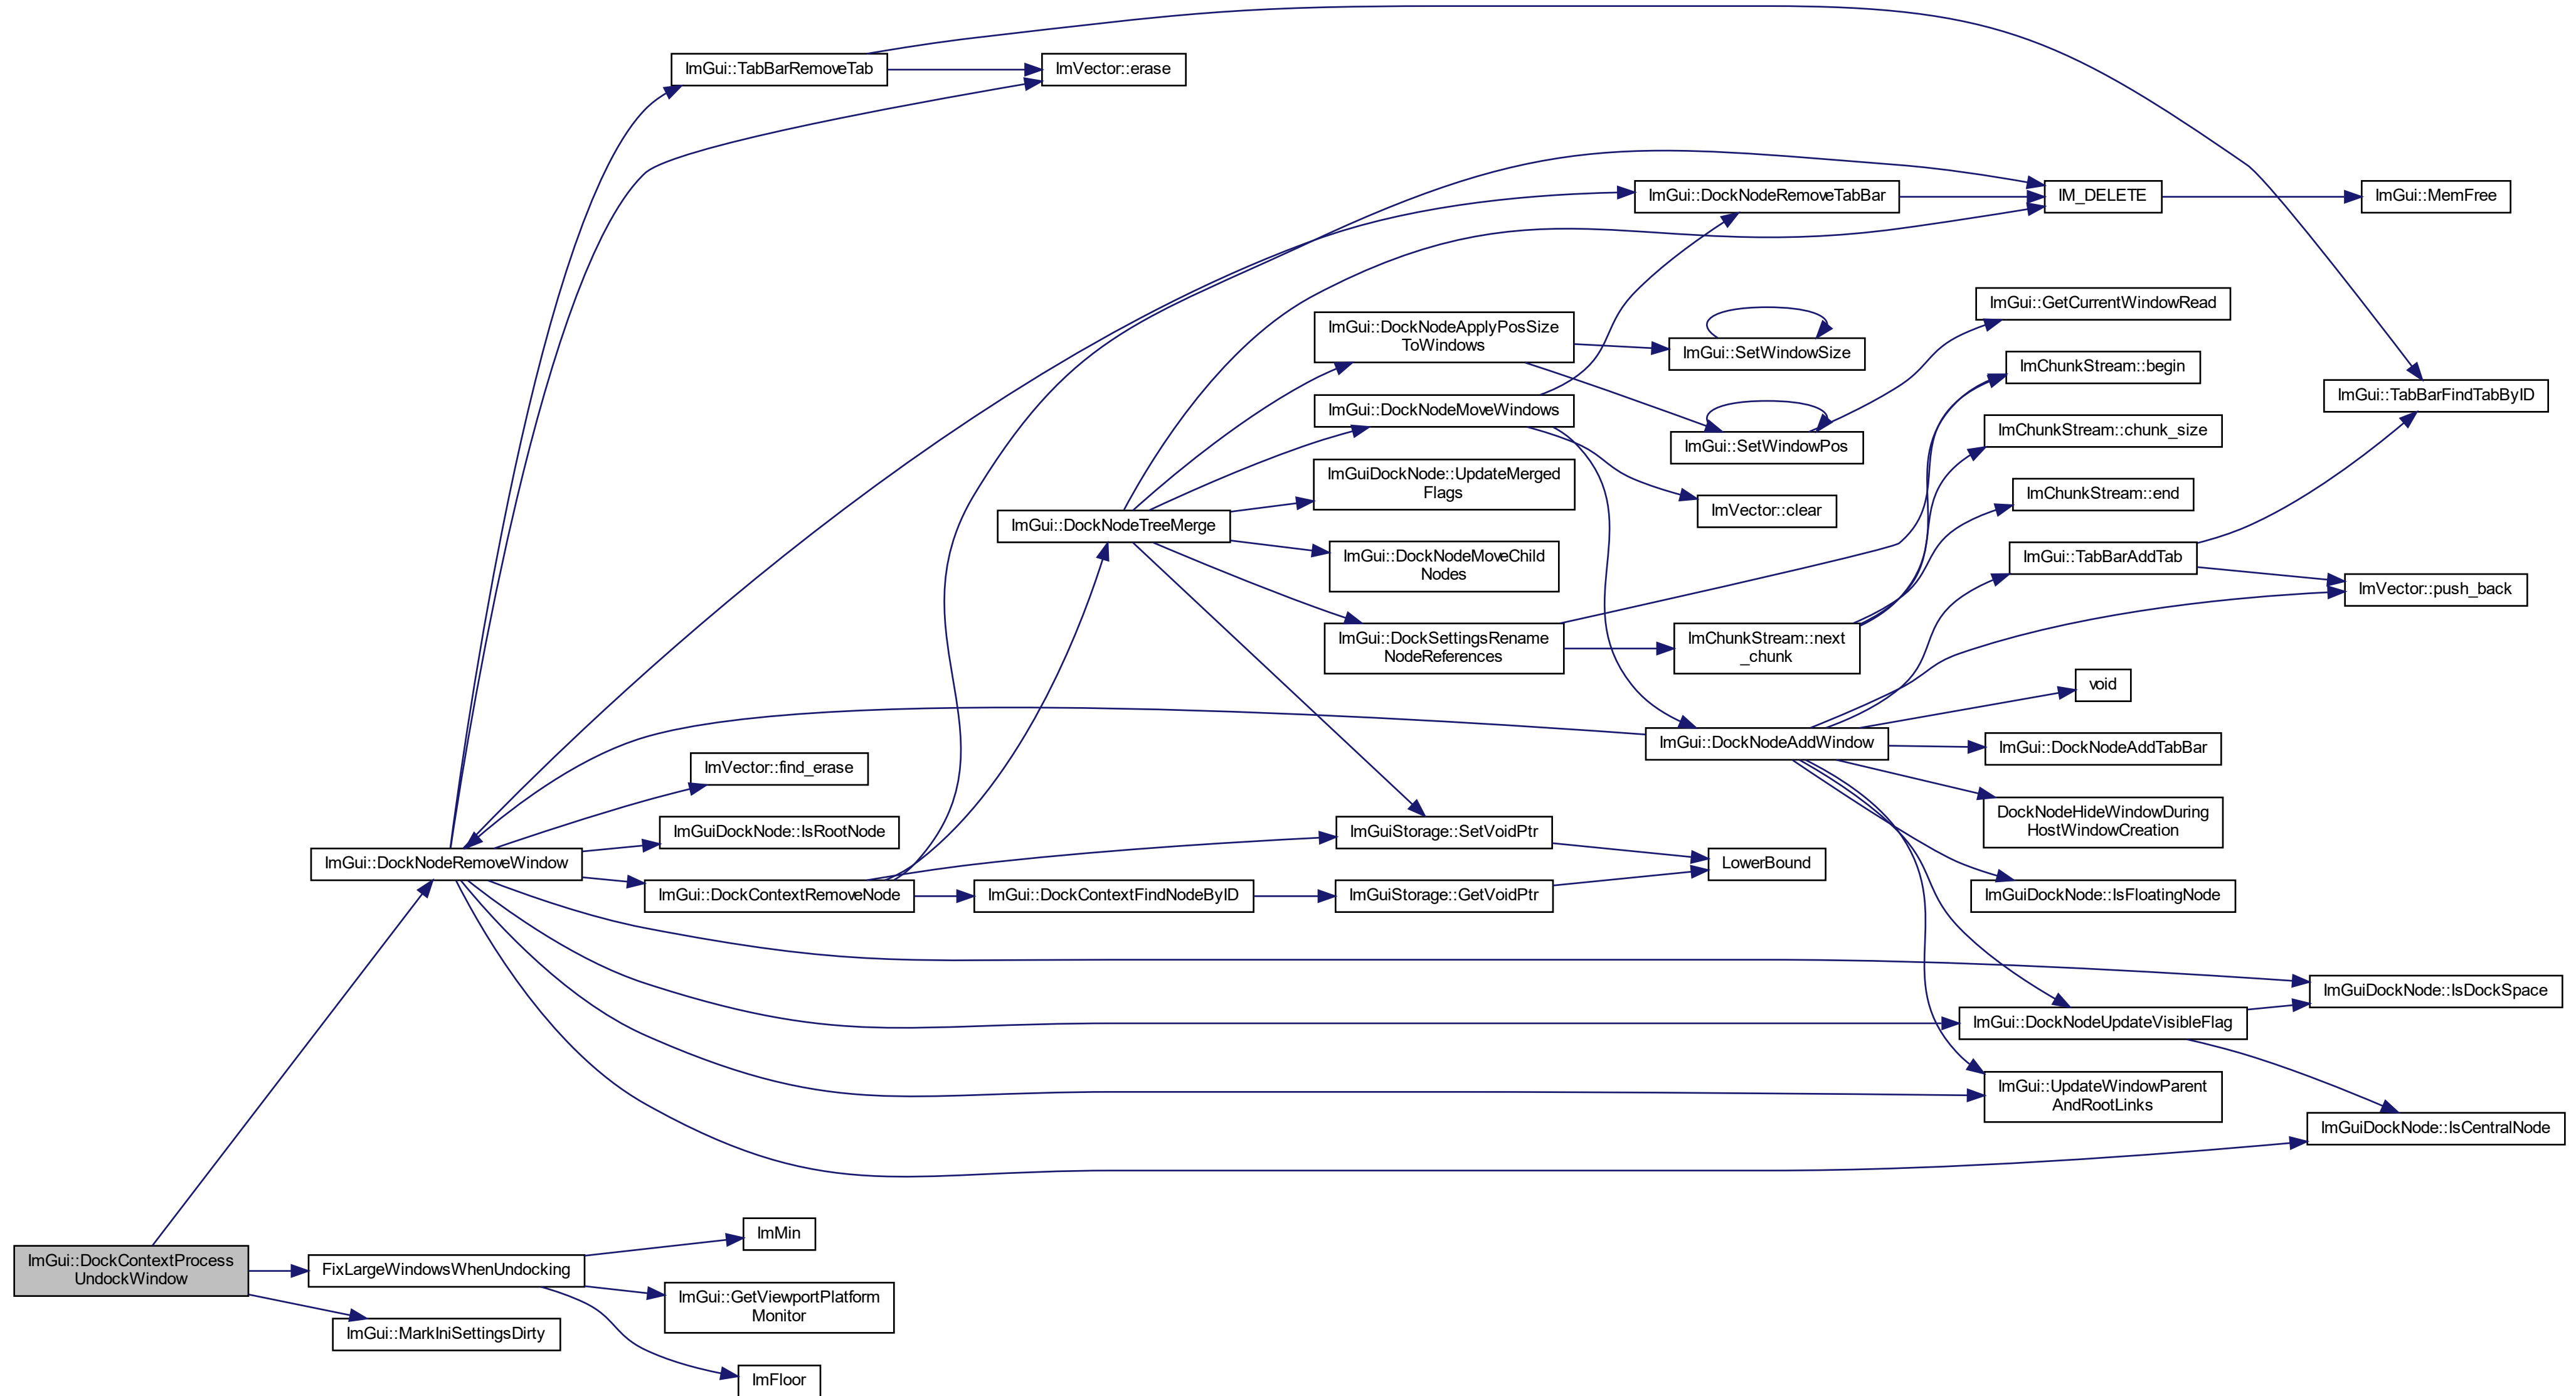 ImGui::TabBarRemoveTab
ImVector::erase
ImGui::DockNodeRemoveTabBar
IM_DELETE
ImGui::MemFree
ImGui::GetCurrentWindowRead
ImGui::DockNodeApplyPosSize
ToWindows
ImGui::SetWindowSize
ImChunkStream::begin
ImGui::TabBarFindTabByID
ImGui::DockNodeMoveWindows
ImGui::SetWindowPos
ImChunkStream::chunk_size
ImGuiDockNode::UpdateMerged
Flags
ImChunkStream::end
ImVector::clear
ImGui::DockNodeTreeMerge
ImGui::DockNodeMoveChild
Nodes
ImGui::TabBarAddTab
ImVector::push_back
ImGui::DockSettingsRename
NodeReferences
ImChunkStream::next
_chunk
void
ImGui::DockNodeAddWindow
ImGui::DockNodeAddTabBar
ImVector::find_erase
DockNodeHideWindowDuring
HostWindowCreation
ImGuiDockNode::IsRootNode
ImGuiStorage::SetVoidPtr
ImGui::DockNodeRemoveWindow
LowerBound
ImGui::DockContextRemoveNode
ImGui::DockContextFindNodeByID
ImGuiStorage::GetVoidPtr
ImGuiDockNode::IsFloatingNode
ImGuiDockNode::IsDockSpace
ImGui::DockNodeUpdateVisibleFlag
ImGui::UpdateWindowParent
AndRootLinks
ImGuiDockNode::IsCentralNode
ImMin
ImGui::DockContextProcess
UndockWindow
FixLargeWindowsWhenUndocking
ImGui::GetViewportPlatform
Monitor
ImGui::MarkIniSettingsDirty
ImFloor